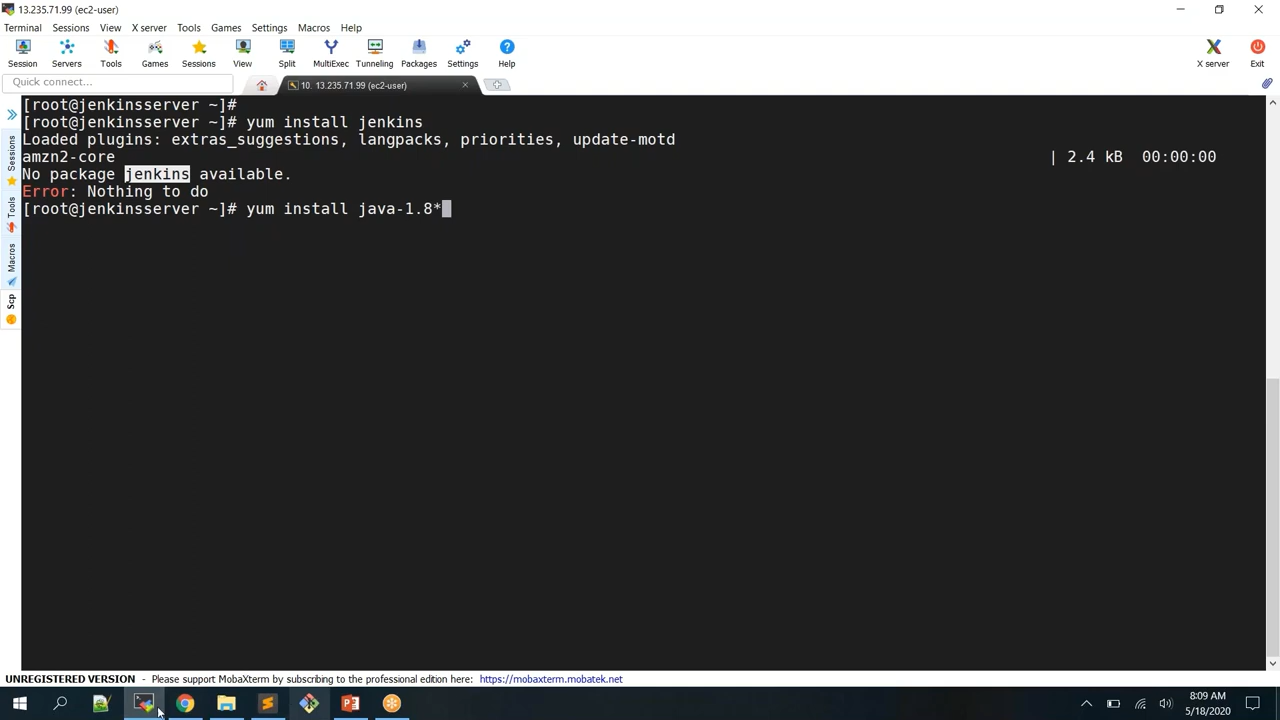 13.235.71.99 (ec2-user)
Terminal Sessions View X server Tools Games Settings Macros Help
Session Servers Tools Games Sessions View Split MultiExec Tunneling Packages Settings Help X server Exit
Quick connect...
10. 13.235.71.99 (ec2-user)
[root@jenkinsserver ~]#
[root@jenkinsserver ~]# yum install jenkins
Loaded plugins: extras_suggestions, langpacks, priorities, update-motd
amzn2-core | 2.4 kB 00:00:00
No package jenkins available.
Error: Nothing to do
[root@jenkinsserver ~]# yum install java-1.8*
Sessions
Tools
Macros
Scp
UNREGISTERED VERSION - Please support MobaXterm by subscribing to the professional edition here: https://mobaxterm.mobatek.net
8:09 AM
5/18/2020